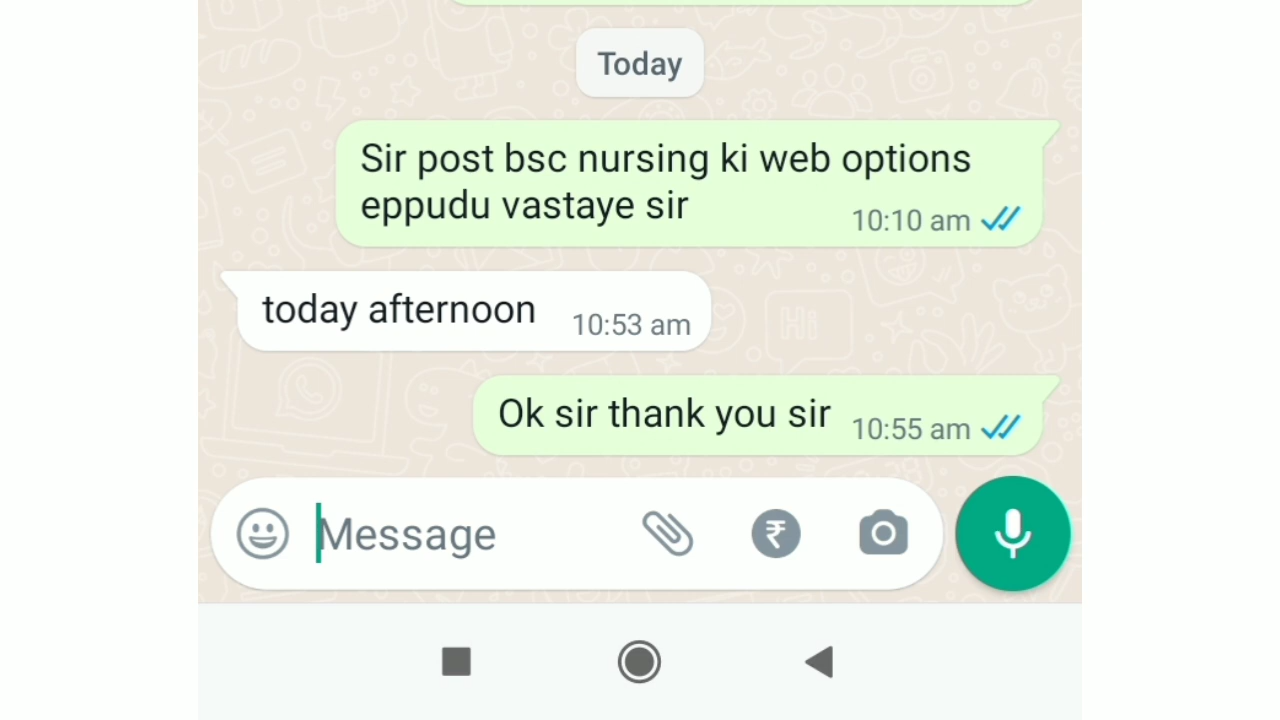 Today
Sir post bsc nursing ki web options
eppudu vastaye sir
10:10 am
today afternoon 10:53 am
Ok sir thank you sir 10:55 am
Message